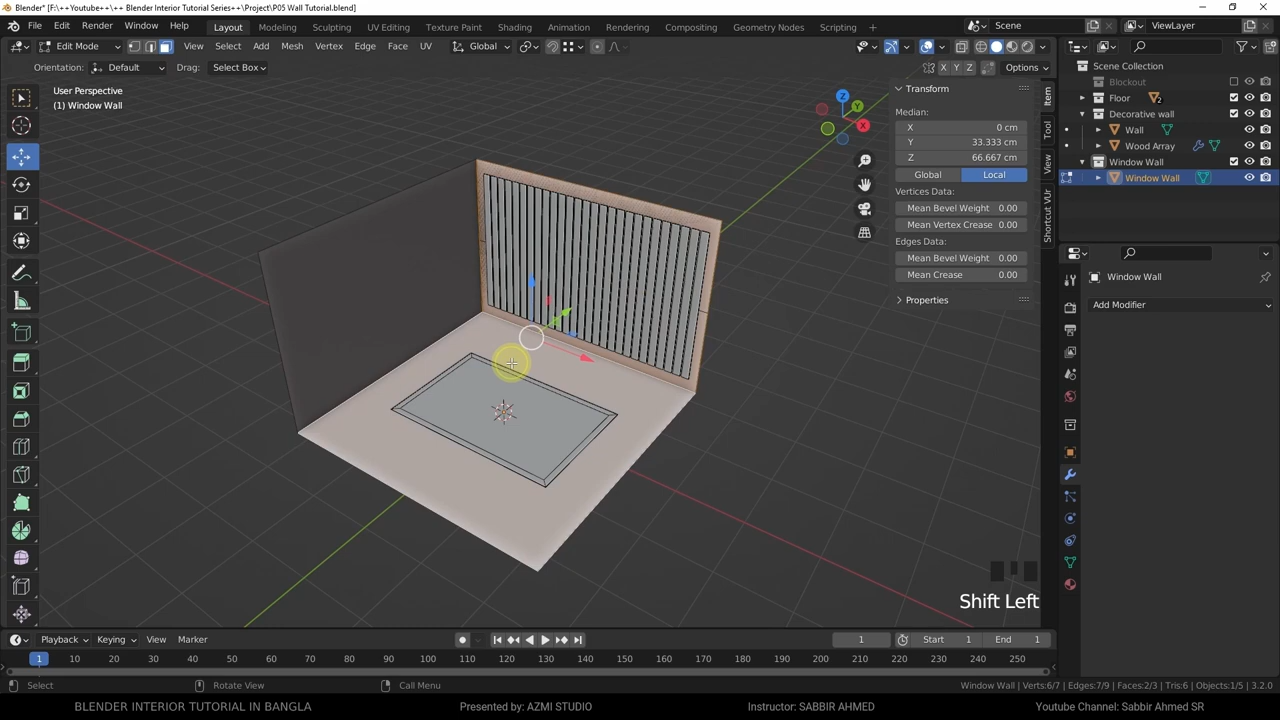 Blender* [F:\++Youtube++\++ Blender Interior Tutorial Series++\Project\P05 Wall Tutorial.blend]
File Edit Render Window Help Layout Modeling Sculpting UV Editing Texture Paint Shading Animation Rendering Compositing Geometry Nodes Scripting Scene ViewLayer
Edit Mode View Select Add Mesh Vertex Edge Face UV Global
Orientation: Default Drag: Select Box X Y Z Options
User Perspective
(1) Window Wall
Z
Y
X
Transform
Median:
X 0 cm
Y 33.333 cm
Z 66.667 cm
Global Local
Vertices Data:
Mean Bevel Weight 0.00
Mean Vertex Crease 0.00
Edges Data:
Mean Bevel Weight 0.00
Mean Crease 0.00
Properties
Item
Tool
View
Shortcut VUr
Scene Collection
Blockout
Floor 2
Decorative wall
Wall
Wood Array
Window Wall
Window Wall
Window Wall
Add Modifier
Shift Left
Playback Keying View Marker 1 Start 1 End 1
1 10 20 30 40 50 60 70 80 90 100 110 120 130 140 150 160 170 180 190 200 210 220 230 240 250
Select Rotate View Call Menu Window Wall | Verts:6/7 | Edges:7/9 | Faces:2/3 | Tris:6 | Objects:1/5 | 3.2.0
BLENDER INTERIOR TUTORIAL IN BANGLA Presented by: AZMI STUDIO Instructor: SABBIR AHMED Youtube Channel: Sabbir Ahmed SR